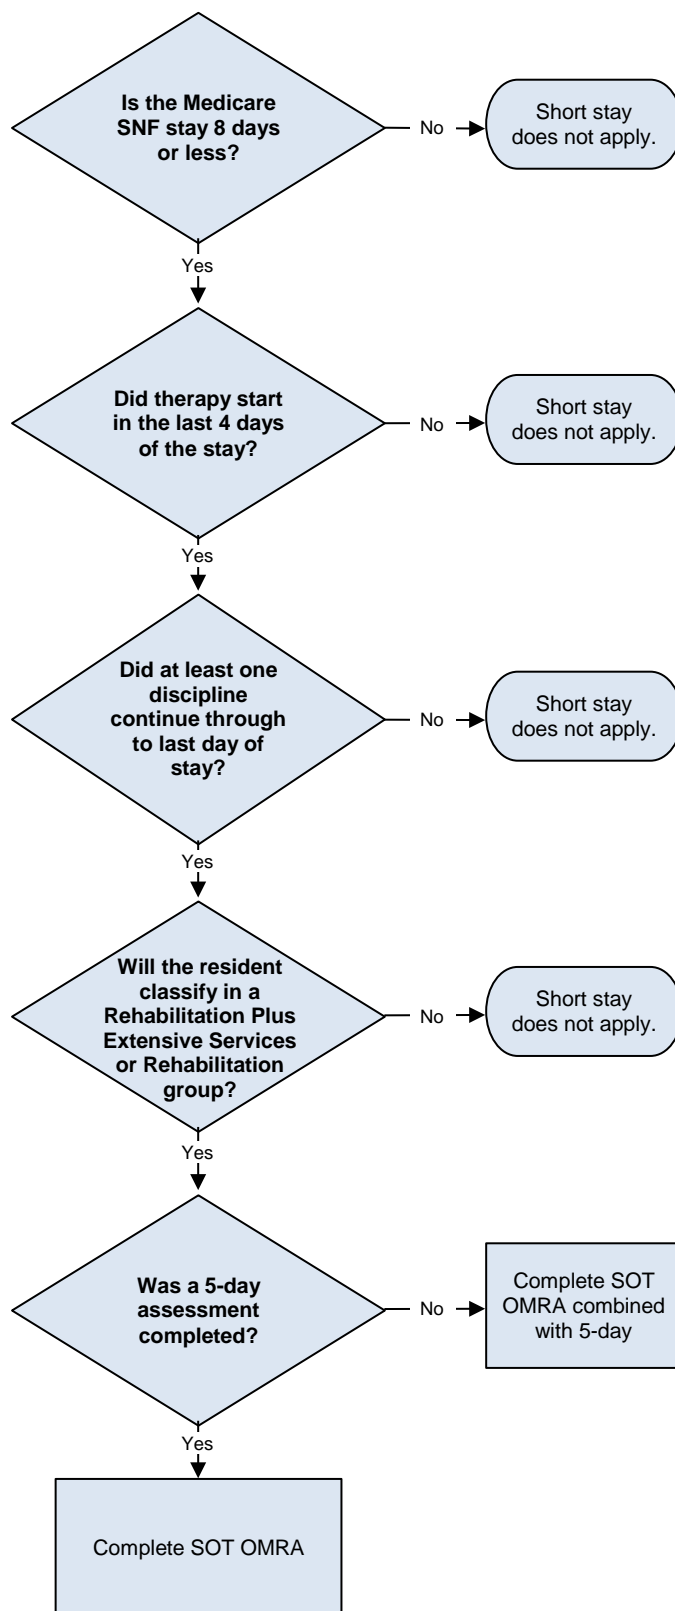 Is the Medicare
SNF stay 8 days
or less?
No
Short stay
does not apply.
Yes
Did therapy start
in the last 4 days
of the stay?
No
Short stay
does not apply.
Yes
Did at least one
discipline
continue through
to last day of
stay?
No
Short stay
does not apply.
Yes
Will the resident
classify in a
Rehabilitation Plus
Extensive Services
or Rehabilitation
group?
No
Short stay
does not apply.
Yes
Was a 5-day
assessment
completed?
No
Complete SOT
OMRA combined
with 5-day
Yes
Complete SOT OMRA